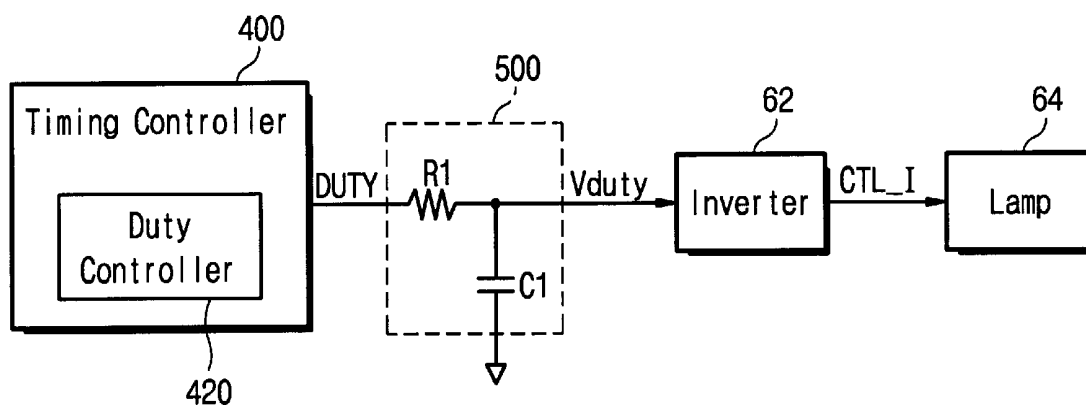 400
Timing Controller
Duty
Controller
420
500
DUTY
R1
C1
Vduty
62
Inverter
CTL_I
64
Lamp